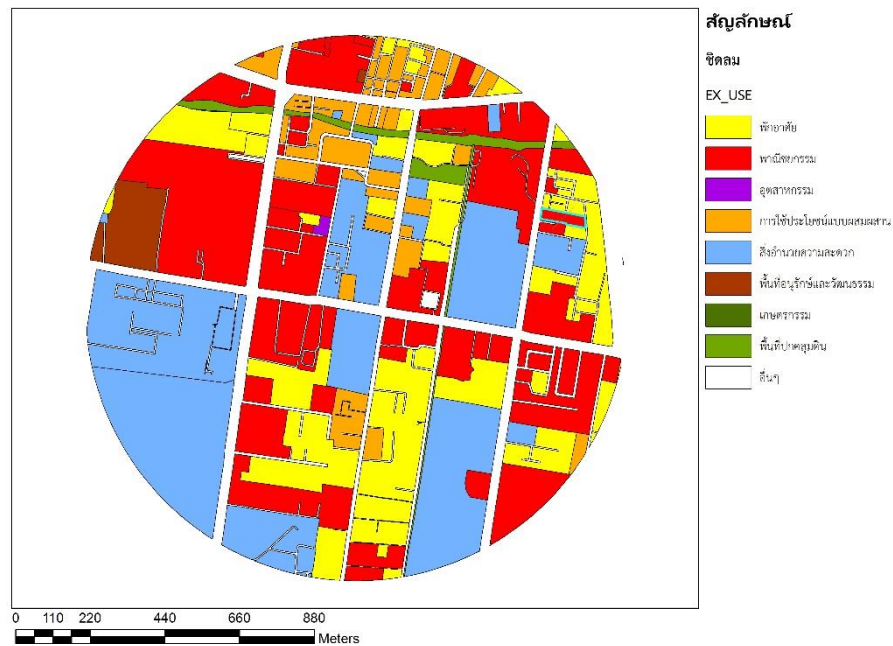 สัญลักษณ์
ชิดลม
EX_USE
พักอาศัย
พาณิชยกรรม
อุตสาหกรรม
การใช้ประโยชน์แบบผสมผสาน
สิ่งอำนวยความสะดวก
พื้นที่อนุรักษ์และวัฒนธรรม
เกษตรกรรม
พื้นที่ปกคลุมดิน
อื่นๆ
0 110 220 440 660 880
Meters